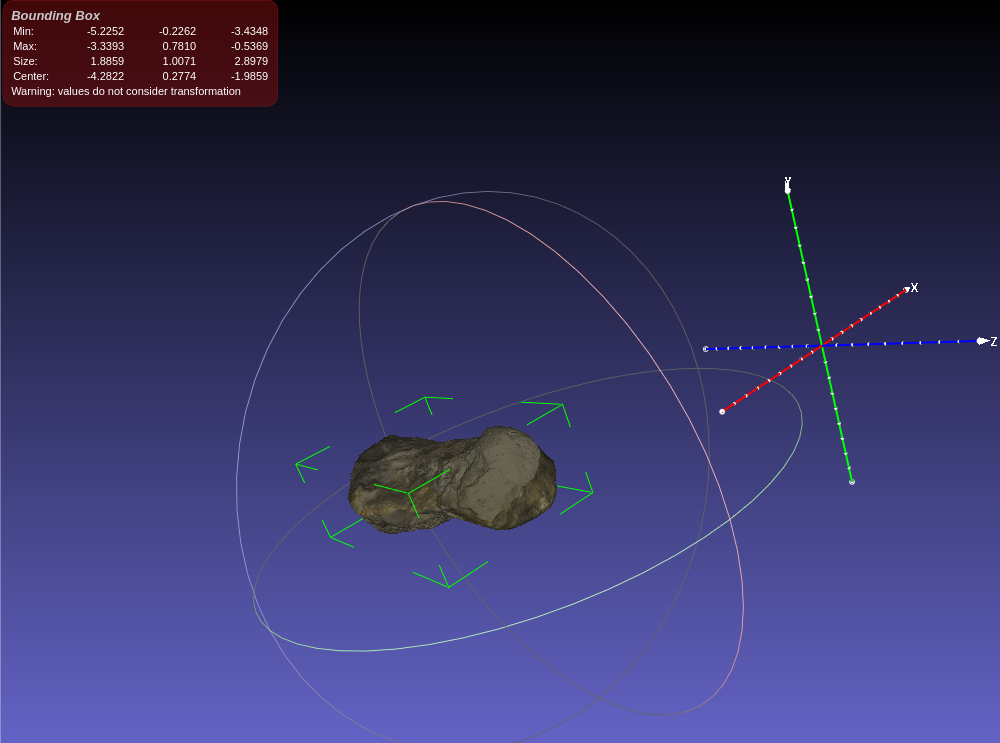 Bounding Box
Min: -5.2252 -0.2262 -3.4348
Max: -3.3393 0.7810 -0.5369
Size: 1.8859 1.0071 2.8979
Center: -4.2822 0.2774 -1.9859
Warning: values do not consider transformation
Y
X
Z